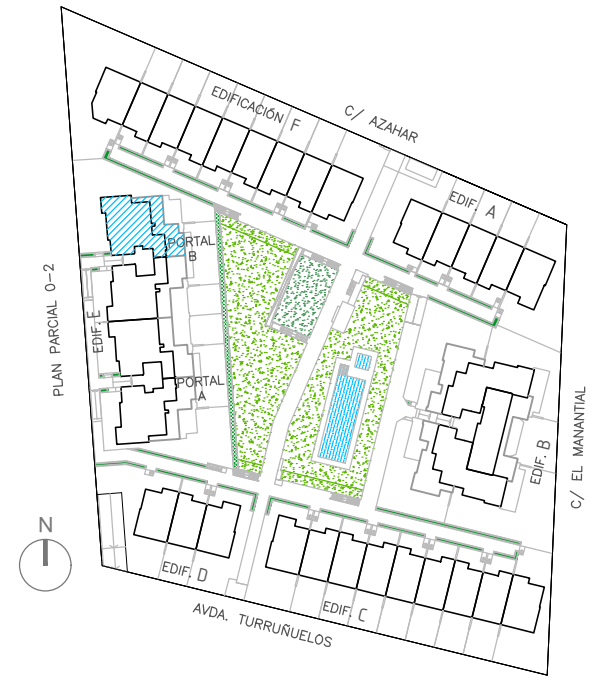 C/ AZAHAR
EDIFICACIÓN F
EDIF. A
PORTAL
B
PLAN PARCIAL O-2
EDIF. E
PORTAL
A
EDIF. B
C/ EL MANANTIAL
N
EDIF. D
EDIF. C
AVDA. TURRUÑUELOS